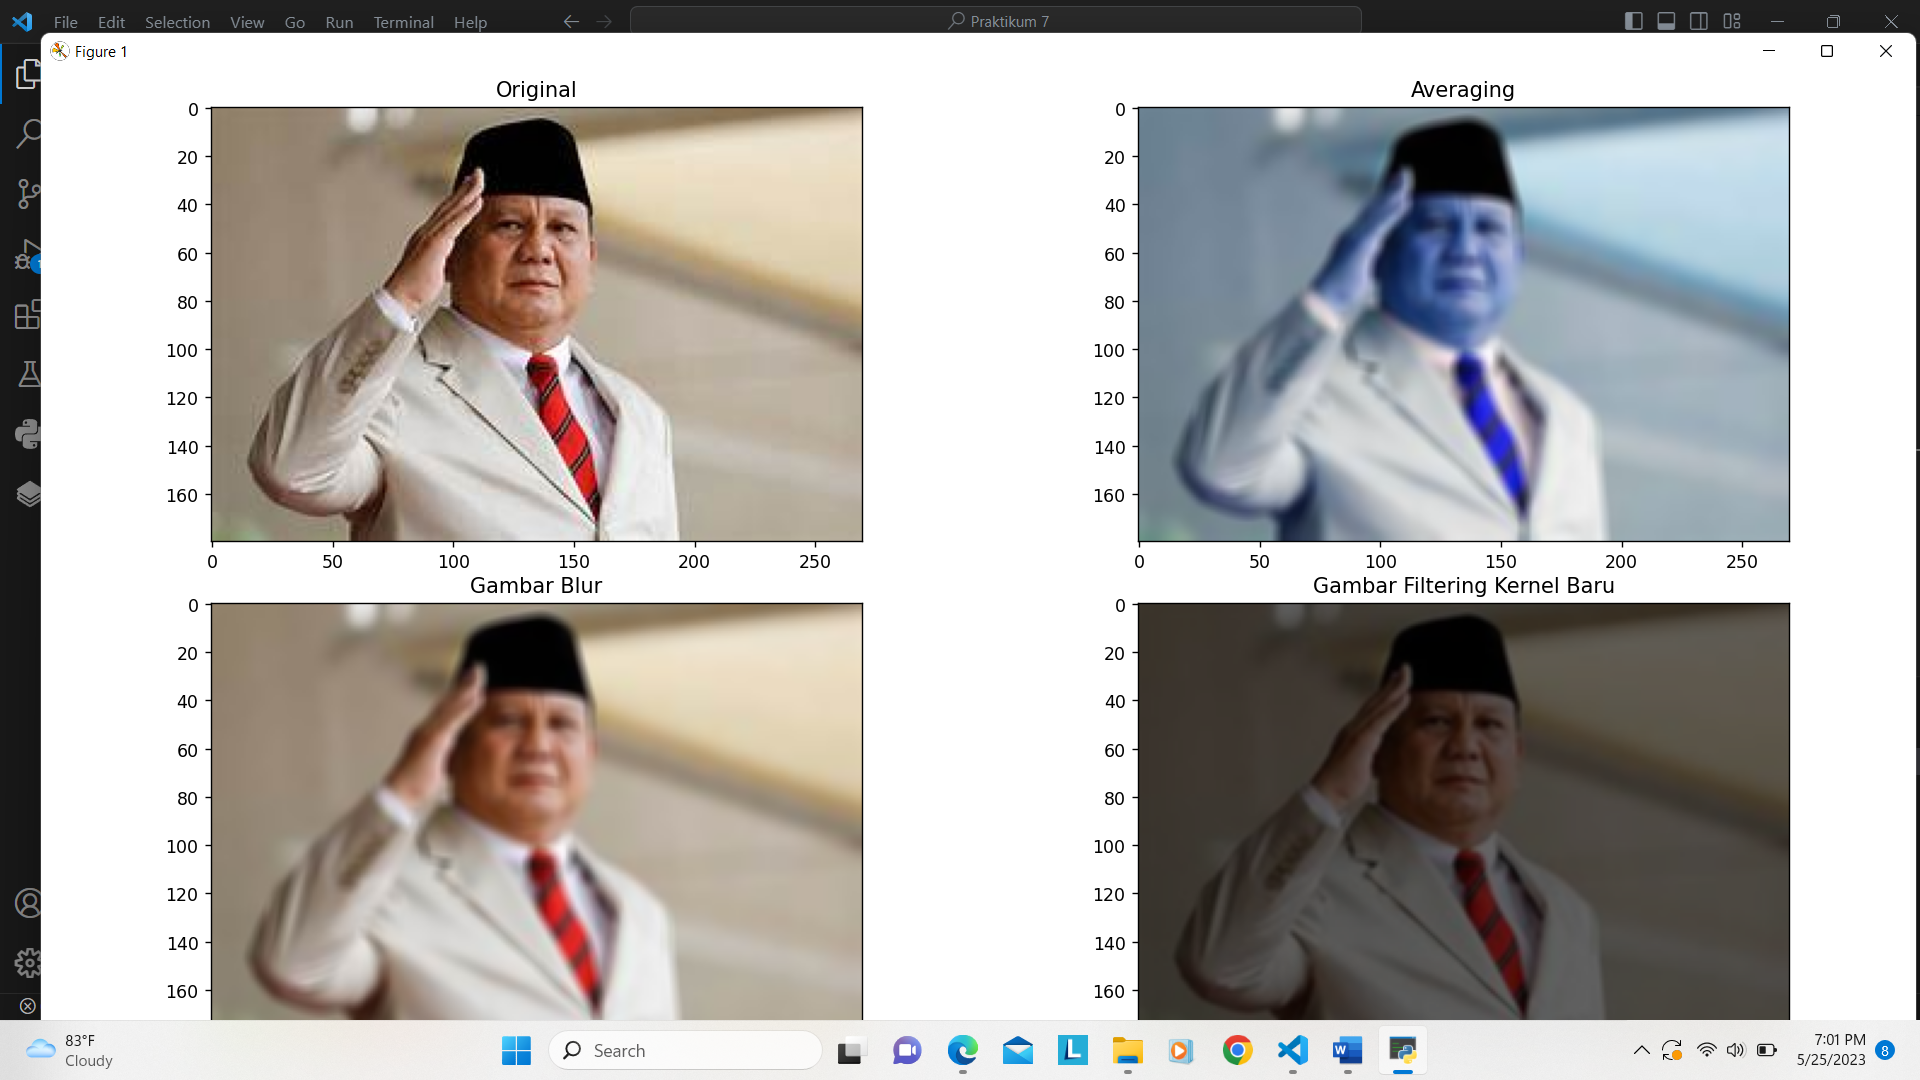 File Edit Selection View Go Run Terminal Help
Praktikum 7
Figure 1
Original
0
20
40
60
80
100
120
140
160
0 50 100 150 200 250
Averaging
0
20
40
60
80
100
120
140
160
0 50 100 150 200 250
Gambar Blur
0
20
40
60
80
100
120
140
160
Gambar Filtering Kernel Baru
0
20
40
60
80
100
120
140
160
83°F
Cloudy
Search
L
W
7:01 PM
5/25/2023
8